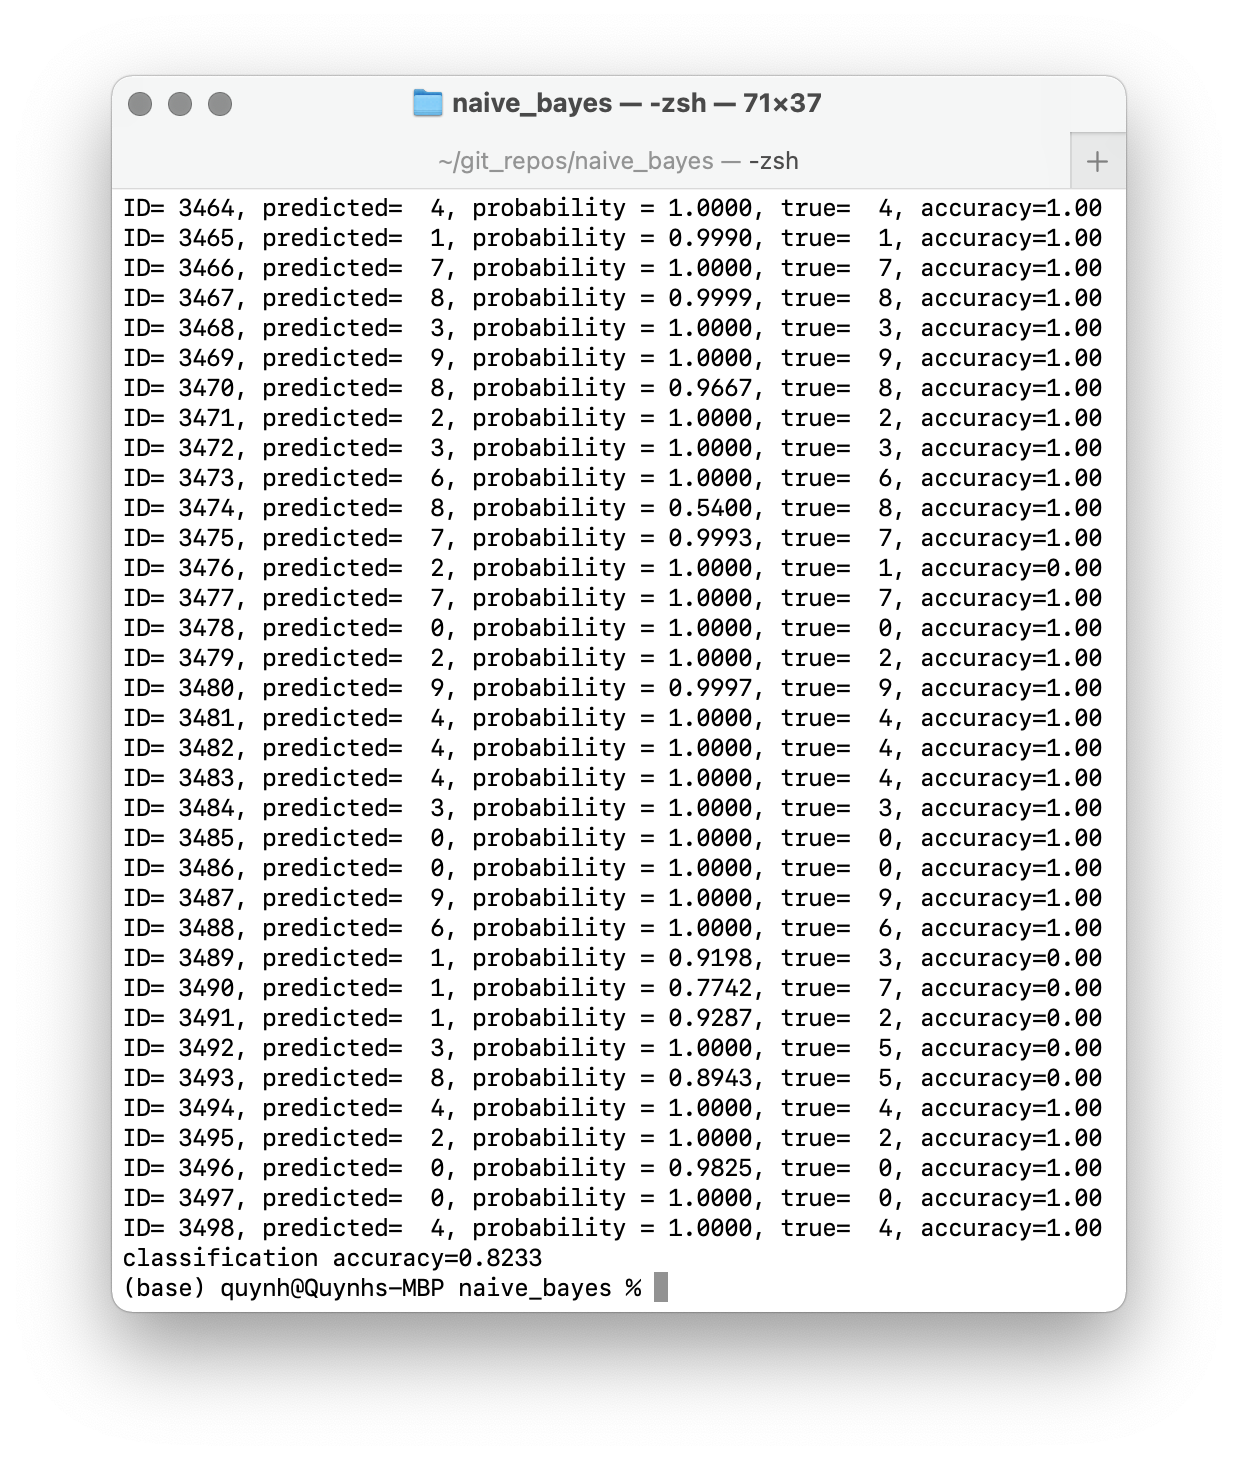 naive_bayes — -zsh — 71×37
~/git_repos/naive_bayes — -zsh
ID= 3464, predicted=  4, probability = 1.0000, true=  4, accuracy=1.00
ID= 3465, predicted=  1, probability = 0.9990, true=  1, accuracy=1.00
ID= 3466, predicted=  7, probability = 1.0000, true=  7, accuracy=1.00
ID= 3467, predicted=  8, probability = 0.9999, true=  8, accuracy=1.00
ID= 3468, predicted=  3, probability = 1.0000, true=  3, accuracy=1.00
ID= 3469, predicted=  9, probability = 1.0000, true=  9, accuracy=1.00
ID= 3470, predicted=  8, probability = 0.9667, true=  8, accuracy=1.00
ID= 3471, predicted=  2, probability = 1.0000, true=  2, accuracy=1.00
ID= 3472, predicted=  3, probability = 1.0000, true=  3, accuracy=1.00
ID= 3473, predicted=  6, probability = 1.0000, true=  6, accuracy=1.00
ID= 3474, predicted=  8, probability = 0.5400, true=  8, accuracy=1.00
ID= 3475, predicted=  7, probability = 0.9993, true=  7, accuracy=1.00
ID= 3476, predicted=  2, probability = 1.0000, true=  1, accuracy=0.00
ID= 3477, predicted=  7, probability = 1.0000, true=  7, accuracy=1.00
ID= 3478, predicted=  0, probability = 1.0000, true=  0, accuracy=1.00
ID= 3479, predicted=  2, probability = 1.0000, true=  2, accuracy=1.00
ID= 3480, predicted=  9, probability = 0.9997, true=  9, accuracy=1.00
ID= 3481, predicted=  4, probability = 1.0000, true=  4, accuracy=1.00
ID= 3482, predicted=  4, probability = 1.0000, true=  4, accuracy=1.00
ID= 3483, predicted=  4, probability = 1.0000, true=  4, accuracy=1.00
ID= 3484, predicted=  3, probability = 1.0000, true=  3, accuracy=1.00
ID= 3485, predicted=  0, probability = 1.0000, true=  0, accuracy=1.00
ID= 3486, predicted=  0, probability = 1.0000, true=  0, accuracy=1.00
ID= 3487, predicted=  9, probability = 1.0000, true=  9, accuracy=1.00
ID= 3488, predicted=  6, probability = 1.0000, true=  6, accuracy=1.00
ID= 3489, predicted=  1, probability = 0.9198, true=  3, accuracy=0.00
ID= 3490, predicted=  1, probability = 0.7742, true=  7, accuracy=0.00
ID= 3491, predicted=  1, probability = 0.9287, true=  2, accuracy=0.00
ID= 3492, predicted=  3, probability = 1.0000, true=  5, accuracy=0.00
ID= 3493, predicted=  8, probability = 0.8943, true=  5, accuracy=0.00
ID= 3494, predicted=  4, probability = 1.0000, true=  4, accuracy=1.00
ID= 3495, predicted=  2, probability = 1.0000, true=  2, accuracy=1.00
ID= 3496, predicted=  0, probability = 0.9825, true=  0, accuracy=1.00
ID= 3497, predicted=  0, probability = 1.0000, true=  0, accuracy=1.00
ID= 3498, predicted=  4, probability = 1.0000, true=  4, accuracy=1.00
classification accuracy=0.8233
(base) quynh@Quynhs-MBP naive_bayes %